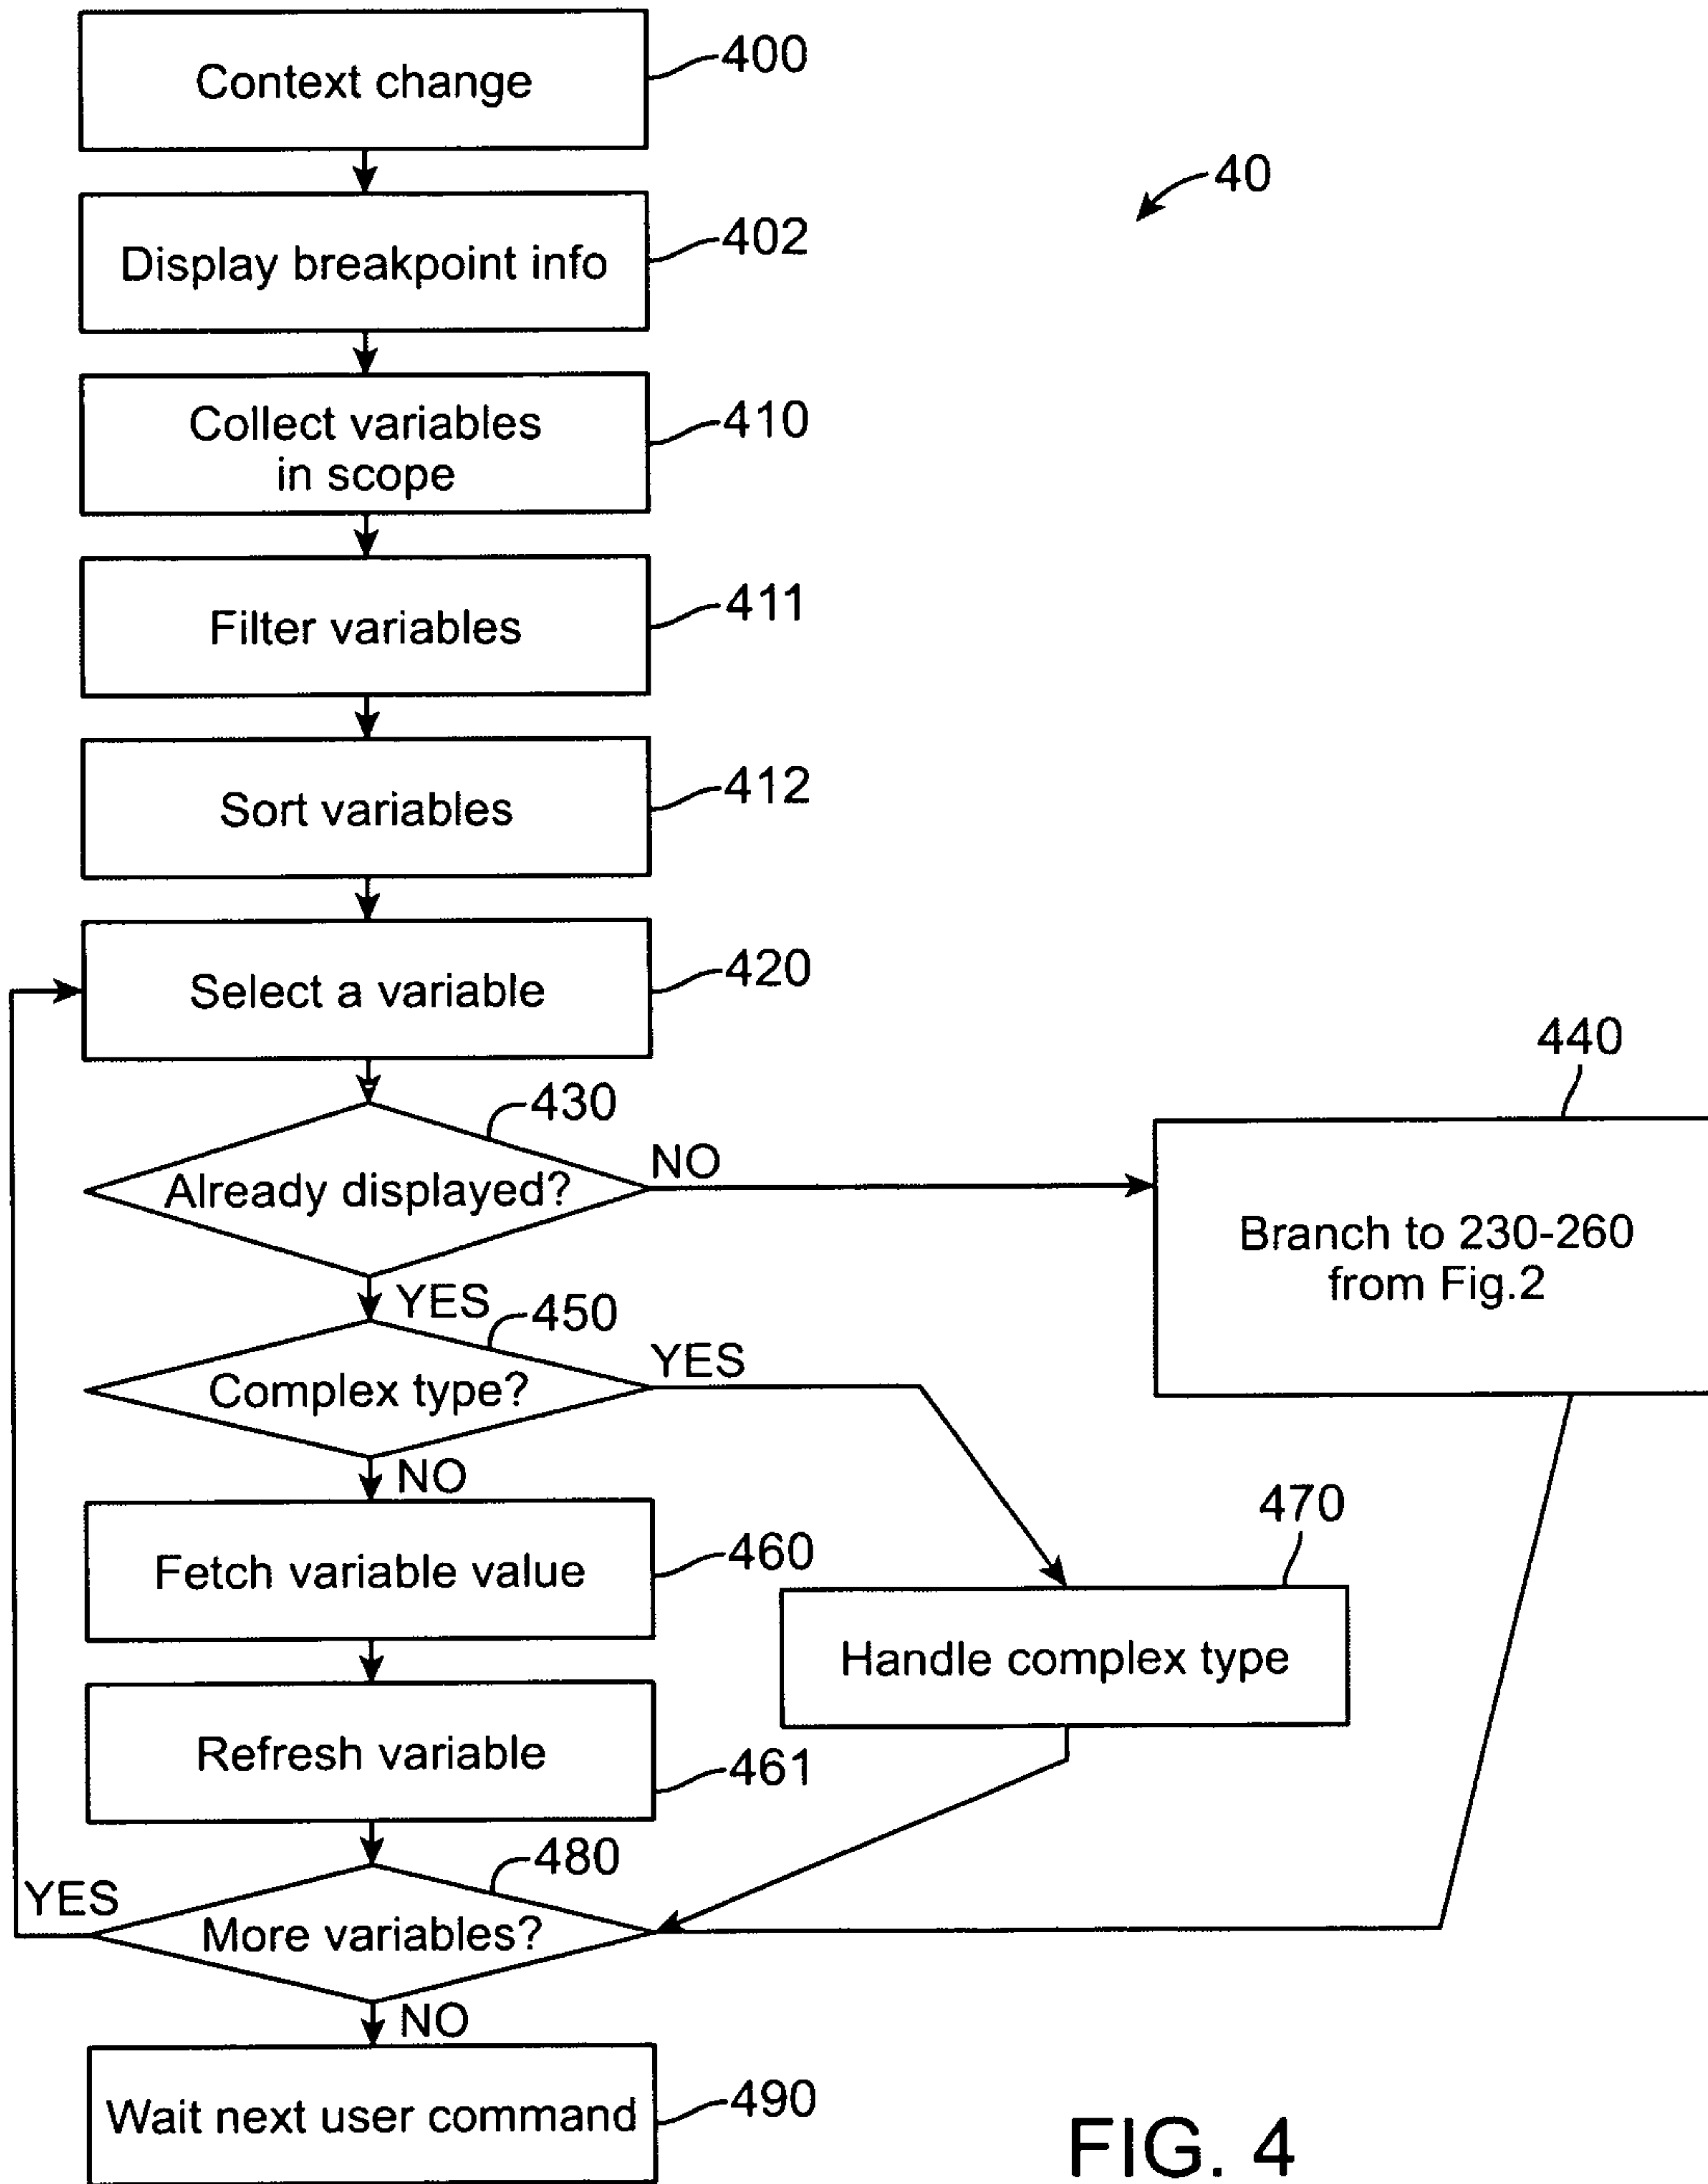 Context change
400
40
Display breakpoint info
402
Collect variables
in scope
410
Filter variables
411
Sort variables
412
Select a variable
420
440
430
Already displayed?
NO
Branch to 230-260
from Fig.2
YES
450
Complex type?
YES
NO
Fetch variable value
460
470
Handle complex type
Refresh variable
461
480
YES
More variables?
NO
Wait next user command
490
FIG. 4